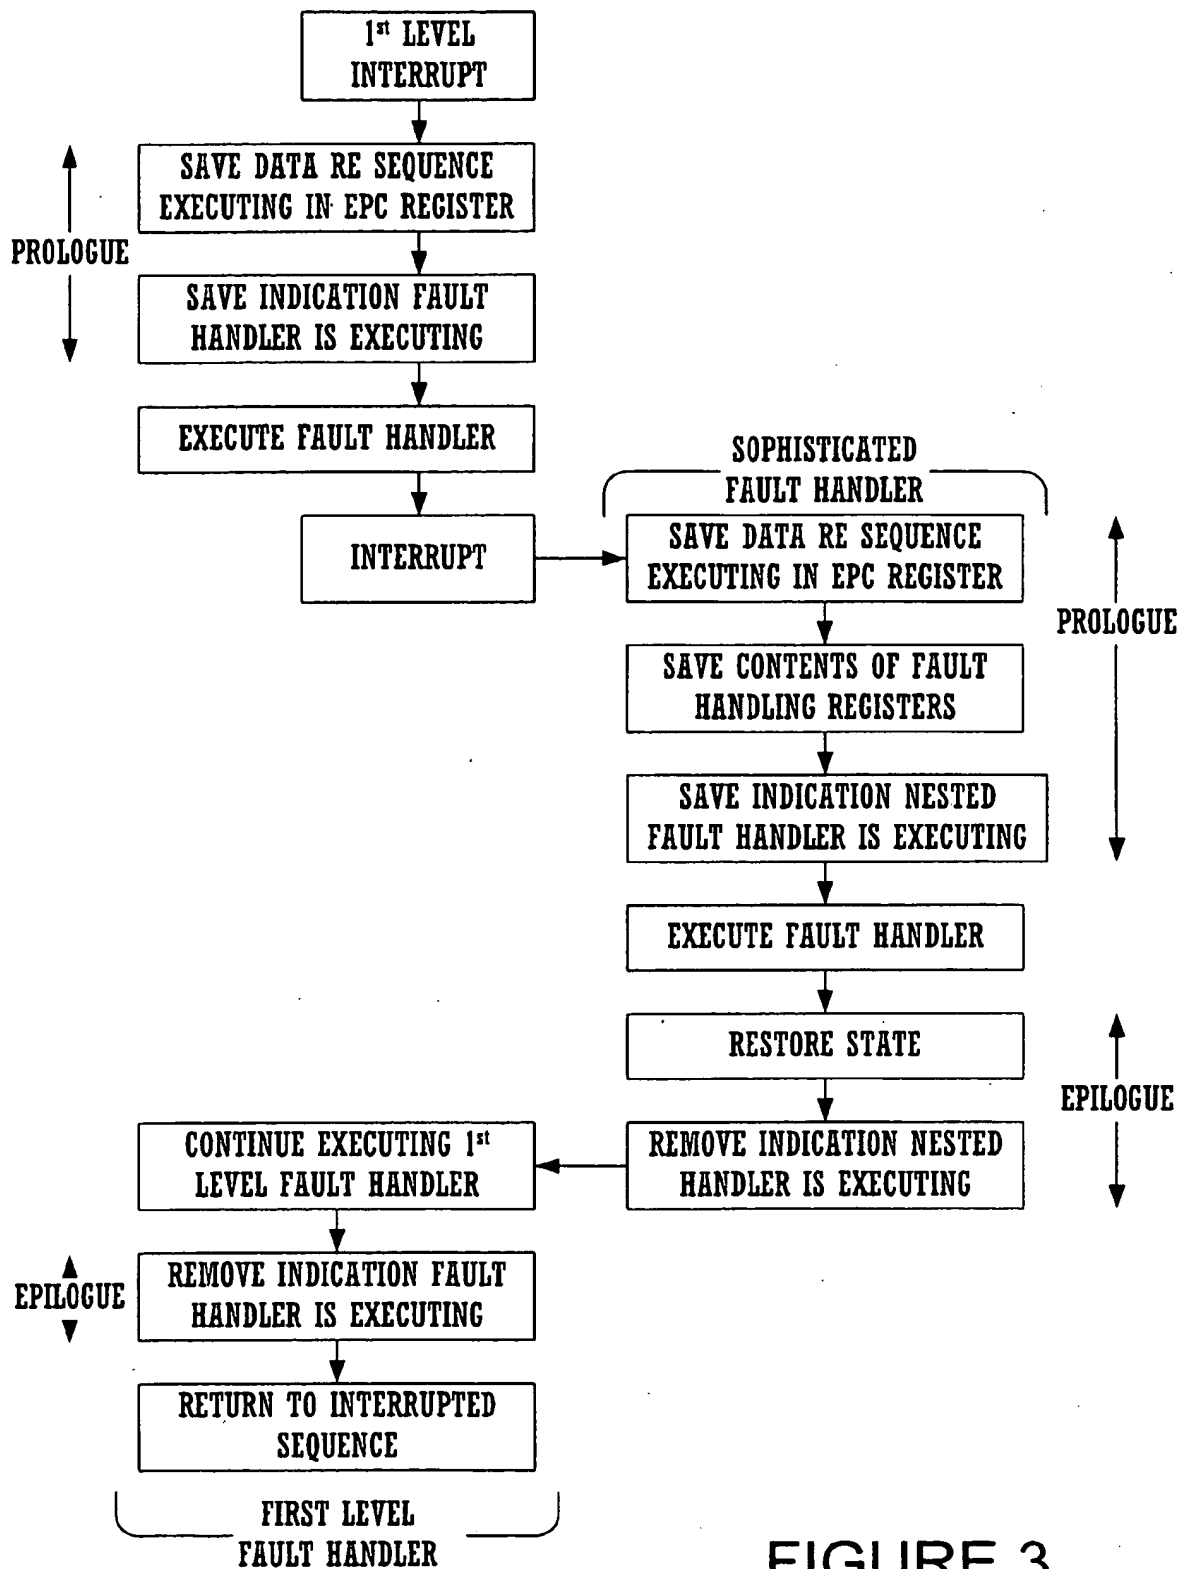 1st LEVEL
INTERRUPT
SAVE DATA RE SEQUENCE
EXECUTING IN EPC REGISTER
PROLOGUE
SAVE INDICATION FAULT
HANDLER IS EXECUTING
EXECUTE FAULT HANDLER
INTERRUPT
SOPHISTICATED
FAULT HANDLER
SAVE DATA RE SEQUENCE
EXECUTING IN EPC REGISTER
PROLOGUE
SAVE CONTENTS OF FAULT
HANDLING REGISTERS
SAVE INDICATION NESTED
FAULT HANDLER IS EXECUTING
EXECUTE FAULT HANDLER
RESTORE STATE
EPILOGUE
REMOVE INDICATION NESTED
HANDLER IS EXECUTING
CONTINUE EXECUTING 1st
LEVEL FAULT HANDLER
EPILOGUE
REMOVE INDICATION FAULT
HANDLER IS EXECUTING
RETURN TO INTERRUPTED
SEQUENCE
FIRST LEVEL
FAULT HANDLER
FIGURE 3